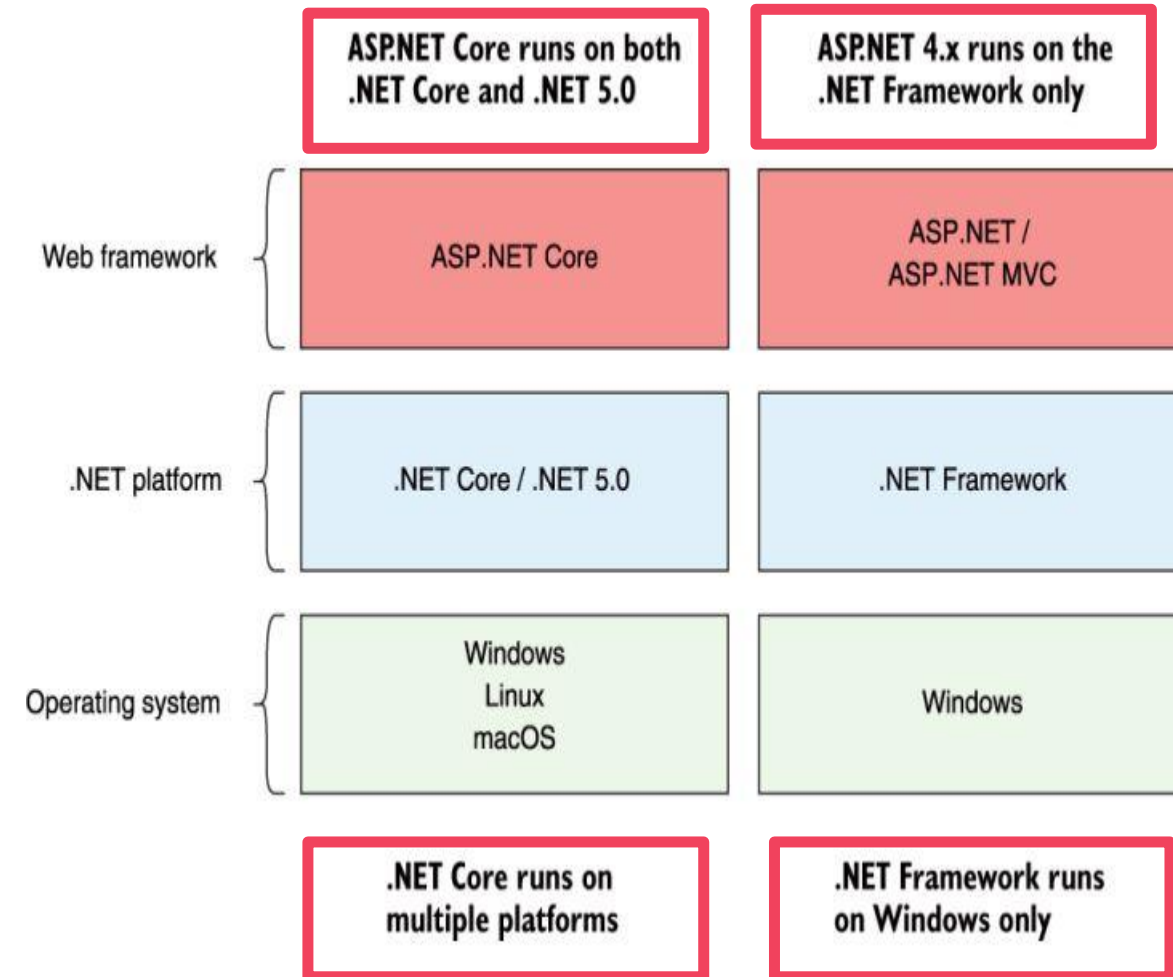 ASP.NET Core runs on both
.NET Core and .NET 5.0
ASP.NET 4.x runs on the
.NET Framework only
Web framework
ASP.NET Core
ASP.NET /
ASP.NET MVC
.NET platform
.NET Core / .NET 5.0
.NET Framework
Operating system
Windows
Linux
macOS
Windows
.NET Core runs on
multiple platforms
.NET Framework runs
on Windows only